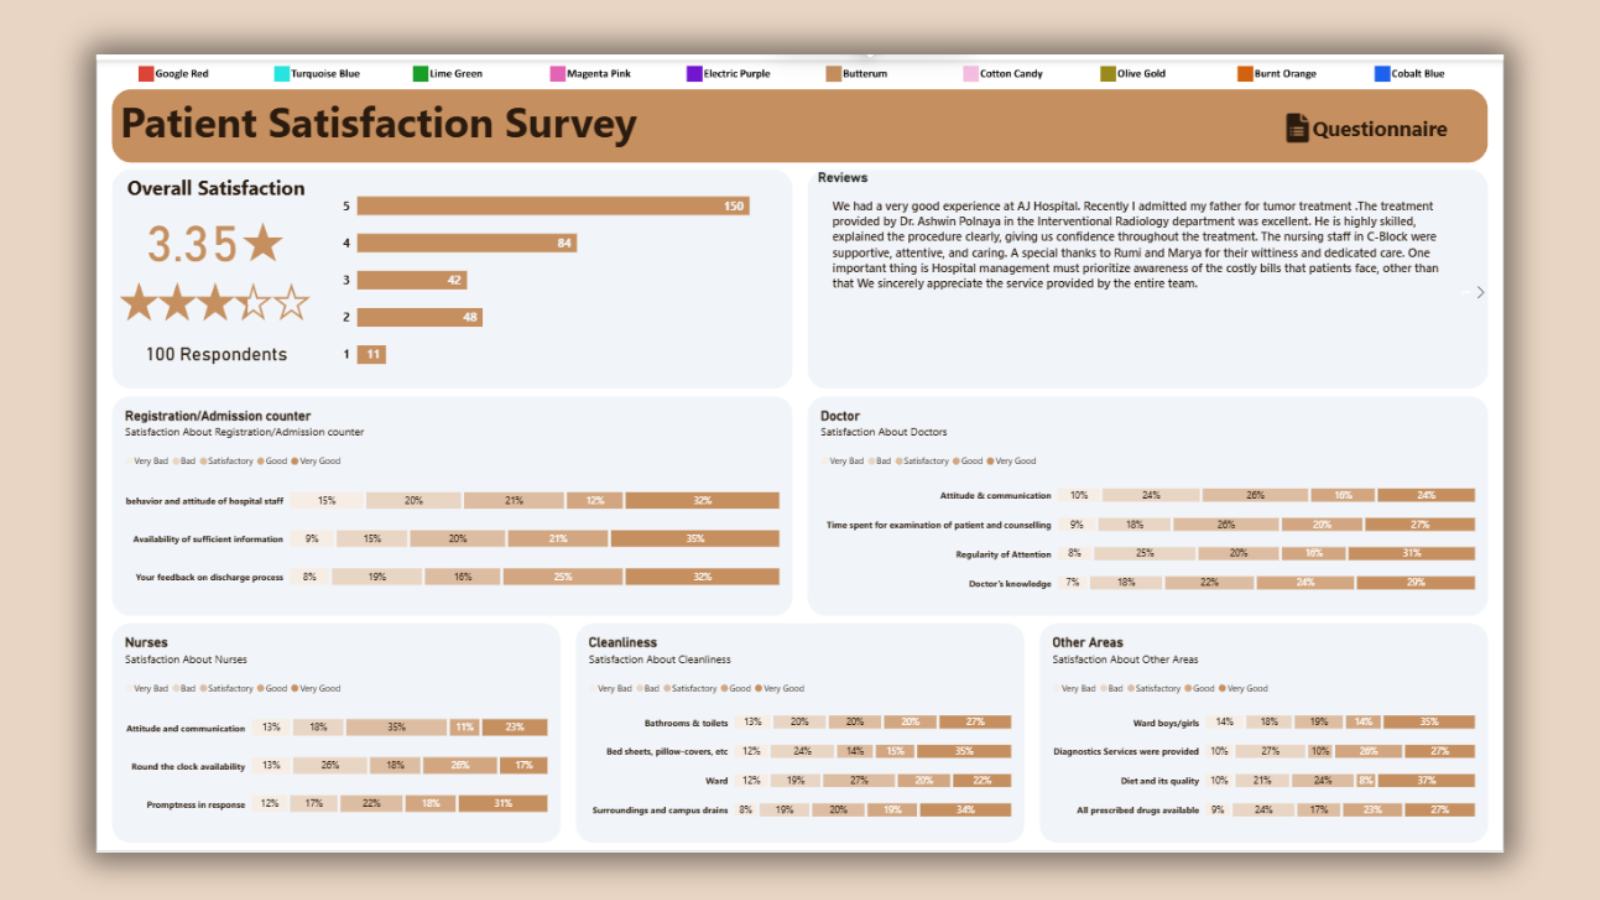 Google Red Turquoise Blue Lime Green Magenta Pink Electric Purple Butterum Cotton Candy Olive Gold Burnt Orange Cobalt Blue
Patient Satisfaction Survey
Questionnaire
Overall Satisfaction
3.35
100 Respondents
5 150
4 84
3 42
2 48
1 11
Reviews
We had a very good experience at AJ Hospital. Recently I admitted my father for tumor treatment .The treatment
provided by Dr. Ashwin Polnaya in the Interventional Radiology department was excellent. He is highly skilled,
explained the procedure clearly, giving us confidence throughout the treatment. The nursing staff in C-Block were
supportive, attentive, and caring. A special thanks to Rumi and Marya for their wittiness and dedicated care. One
important thing is Hospital management must prioritize awareness of the costly bills that patients face, other than
that We sincerely appreciate the service provided by the entire team.
Registration/Admission counter
Satisfaction About Registration/Admission counter
Very Bad Bad Satisfactory Good Very Good
behavior and attitude of hospital staff 15% 20% 21% 12% 32%
Availability of sufficient information 9% 15% 20% 21% 35%
Your feedback on discharge process 8% 19% 16% 25% 32%
Doctor
Satisfaction About Doctors
Very Bad Bad Satisfactory Good Very Good
Attitude & communication 10% 24% 26% 16% 24%
Time spent for examination of patient and counselling 9% 18% 26% 20% 27%
Regularity of Attention 8% 25% 20% 16% 31%
Doctor's knowledge 7% 18% 22% 24% 29%
Nurses
Satisfaction About Nurses
Very Bad Bad Satisfactory Good Very Good
Attitude and communication 13% 18% 35% 11% 23%
Round the clock availability 13% 26% 18% 26% 17%
Promptness in response 12% 17% 22% 18% 31%
Cleanliness
Satisfaction About Cleanliness
Very Bad Bad Satisfactory Good Very Good
Bathrooms & toilets 13% 20% 20% 20% 27%
Bed sheets, pillow-covers, etc 12% 24% 14% 15% 35%
Ward 12% 19% 27% 20% 22%
Surroundings and campus drains 8% 19% 20% 19% 34%
Other Areas
Satisfaction About Other Areas
Very Bad Bad Satisfactory Good Very Good
Ward boys/girls 14% 18% 19% 14% 35%
Diagnostics Services were provided 10% 27% 10% 26% 27%
Diet and its quality 10% 21% 24% 8% 37%
All prescribed drugs available 9% 24% 17% 23% 27%